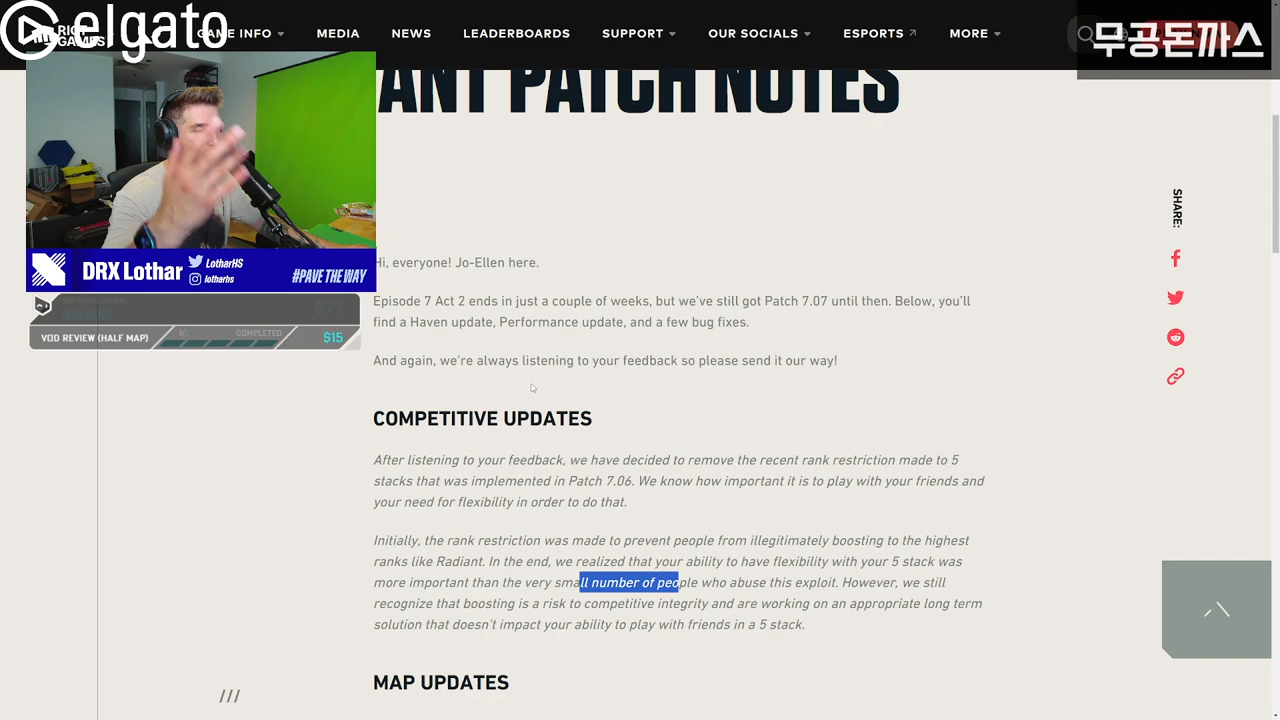 elgato
RIOT
GAMES
GAME INFO
MEDIA
NEWS
LEADERBOARDS
SUPPORT
OUR SOCIALS
ESPORTS
MORE
무공돈까스
ANT PATCH NOTES
SHARE:
DRX Lothar
LotharHS
lotharhs
#PAVE THE WAY
VOD REVIEW (HALF MAP)
COMPLETED
$15
Hi, everyone! Jo-Ellen here.
Episode 7 Act 2 ends in just a couple of weeks, but we've still got Patch 7.07 until then. Below, you'll
find a Haven update, Performance update, and a few bug fixes.
And again, we're always listening to your feedback so please send it our way!
COMPETITIVE UPDATES
After listening to your feedback, we have decided to remove the recent rank restriction made to 5
stacks that was implemented in Patch 7.06. We know how important it is to play with your friends and
your need for flexibility in order to do that.
Initially, the rank restriction was made to prevent people from illegitimately boosting to the highest
ranks like Radiant. In the end, we realized that your ability to have flexibility with your 5 stack was
more important than the very small number of people who abuse this exploit. However, we still
recognize that boosting is a risk to competitive integrity and are working on an appropriate long term
solution that doesn't impact your ability to play with friends in a 5 stack.
MAP UPDATES